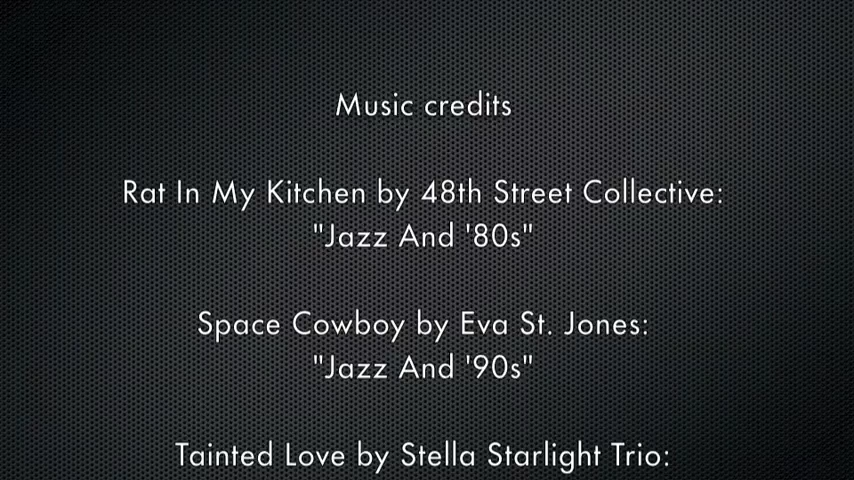 Music credits
Rat In My Kitchen by 48th Street Collective:
"Jazz And '80s"
Space Cowboy by Eva St. Jones:
"Jazz And '90s"
Tainted Love by Stella Starlight Trio: